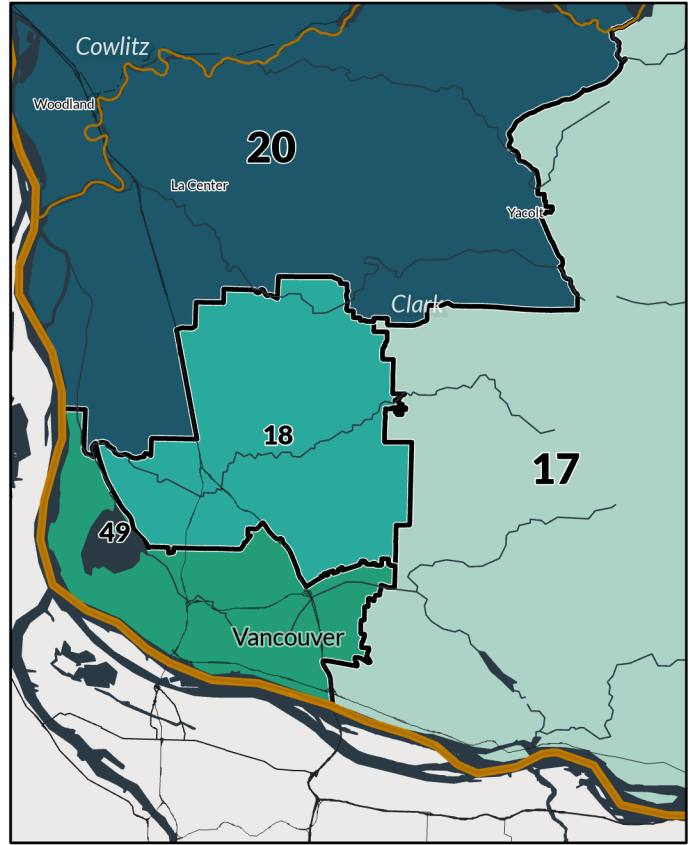 Cowlitz
Woodland
20
La Center
Yacolt
Clark
18
17
49
Vancouver